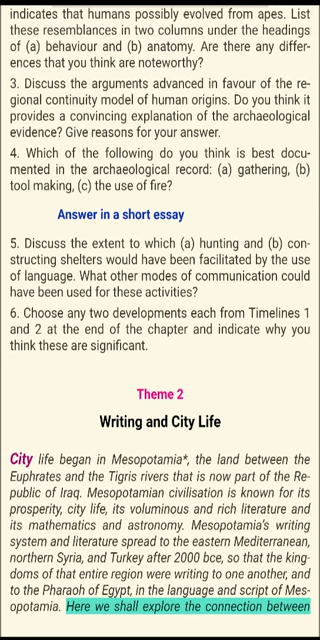 indicates that humans possibly evolved from apes. List
these resemblances in two columns under the headings
of (a) behaviour and (b) anatomy. Are there any differ-
ences that you think are noteworthy?
3. Discuss the arguments advanced in favour of the re-
gional continuity model of human origins. Do you think it
provides a convincing explanation of the archaeological
evidence? Give reasons for your answer.
4. Which of the following do you think is best docu-
mented in the archaeological record: (a) gathering, (b)
tool making, (c) the use of fire?
Answer in a short essay
5. Discuss the extent to which (a) hunting and (b) con-
structing shelters would have been facilitated by the use
of language. What other modes of communication could
have been used for these activities?
6. Choose any two developments each from Timelines 1
and 2 at the end of the chapter and indicate why you
think these are significant.
Theme 2
Writing and City Life
City life began in Mesopotamia*, the land between the
Euphrates and the Tigris rivers that is now part of the Re-
public of Iraq. Mesopotamian civilisation is known for its
prosperity, city life, its voluminous and rich literature and
its mathematics and astronomy. Mesopotamia's writing
system and literature spread to the eastern Mediterranean,
northern Syria, and Turkey after 2000 bce, so that the king-
doms of that entire region were writing to one another, and
to the Pharaoh of Egypt, in the language and script of Mes-
opotamia. Here we shall explore the connection between